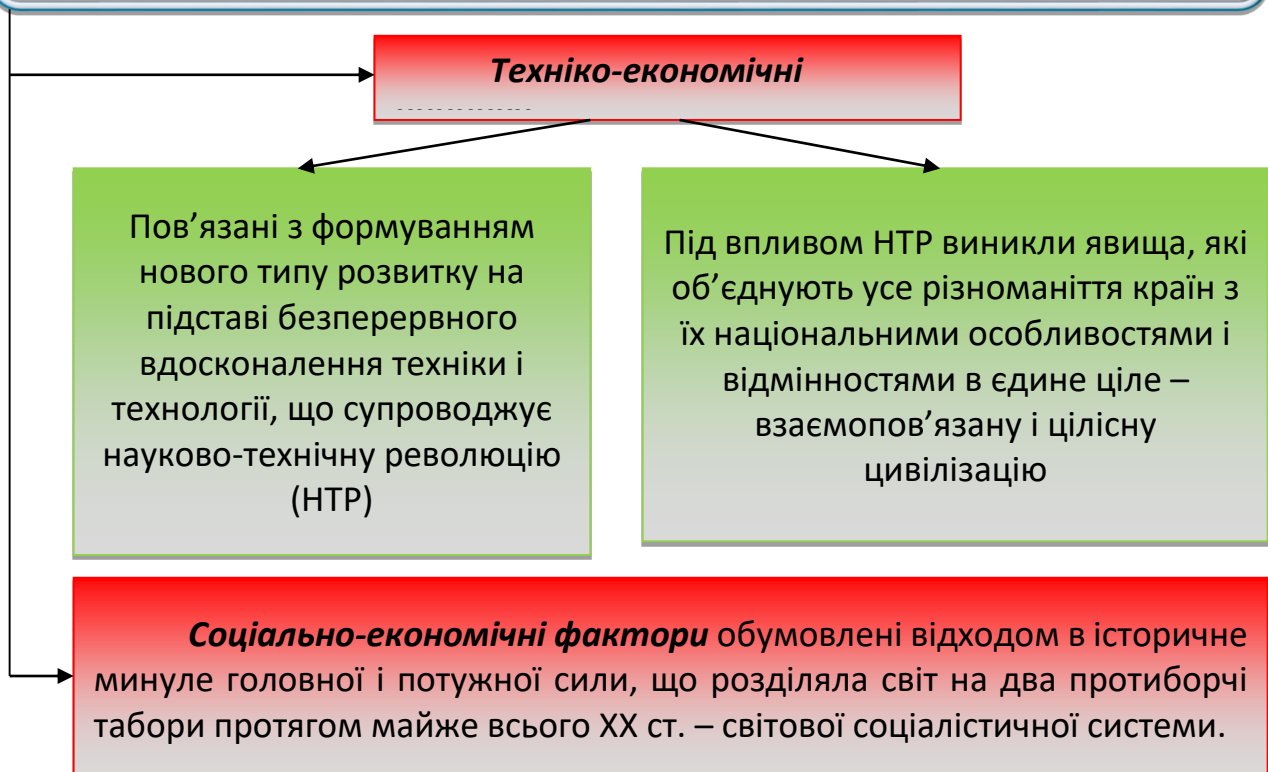 Техніко-економічні
Пов’язані з формуванням
нового типу розвитку на
підставі безперервного
вдосконалення техніки і
технології, що супроводжує
науково-технічну революцію
(НТР)
Під впливом НТР виникли явища, які
об’єднують усе різноманіття країн з
їх національними особливостями і
відмінностями в єдине ціле –
взаємопов’язану і цілісну
цивілізацію
Соціально-економічні фактори обумовлені відходом в історичне
минуле головної і потужної сили, що розділяла світ на два протиборчі
табори протягом майже всього ХХ ст. – світової соціалістичної системи.